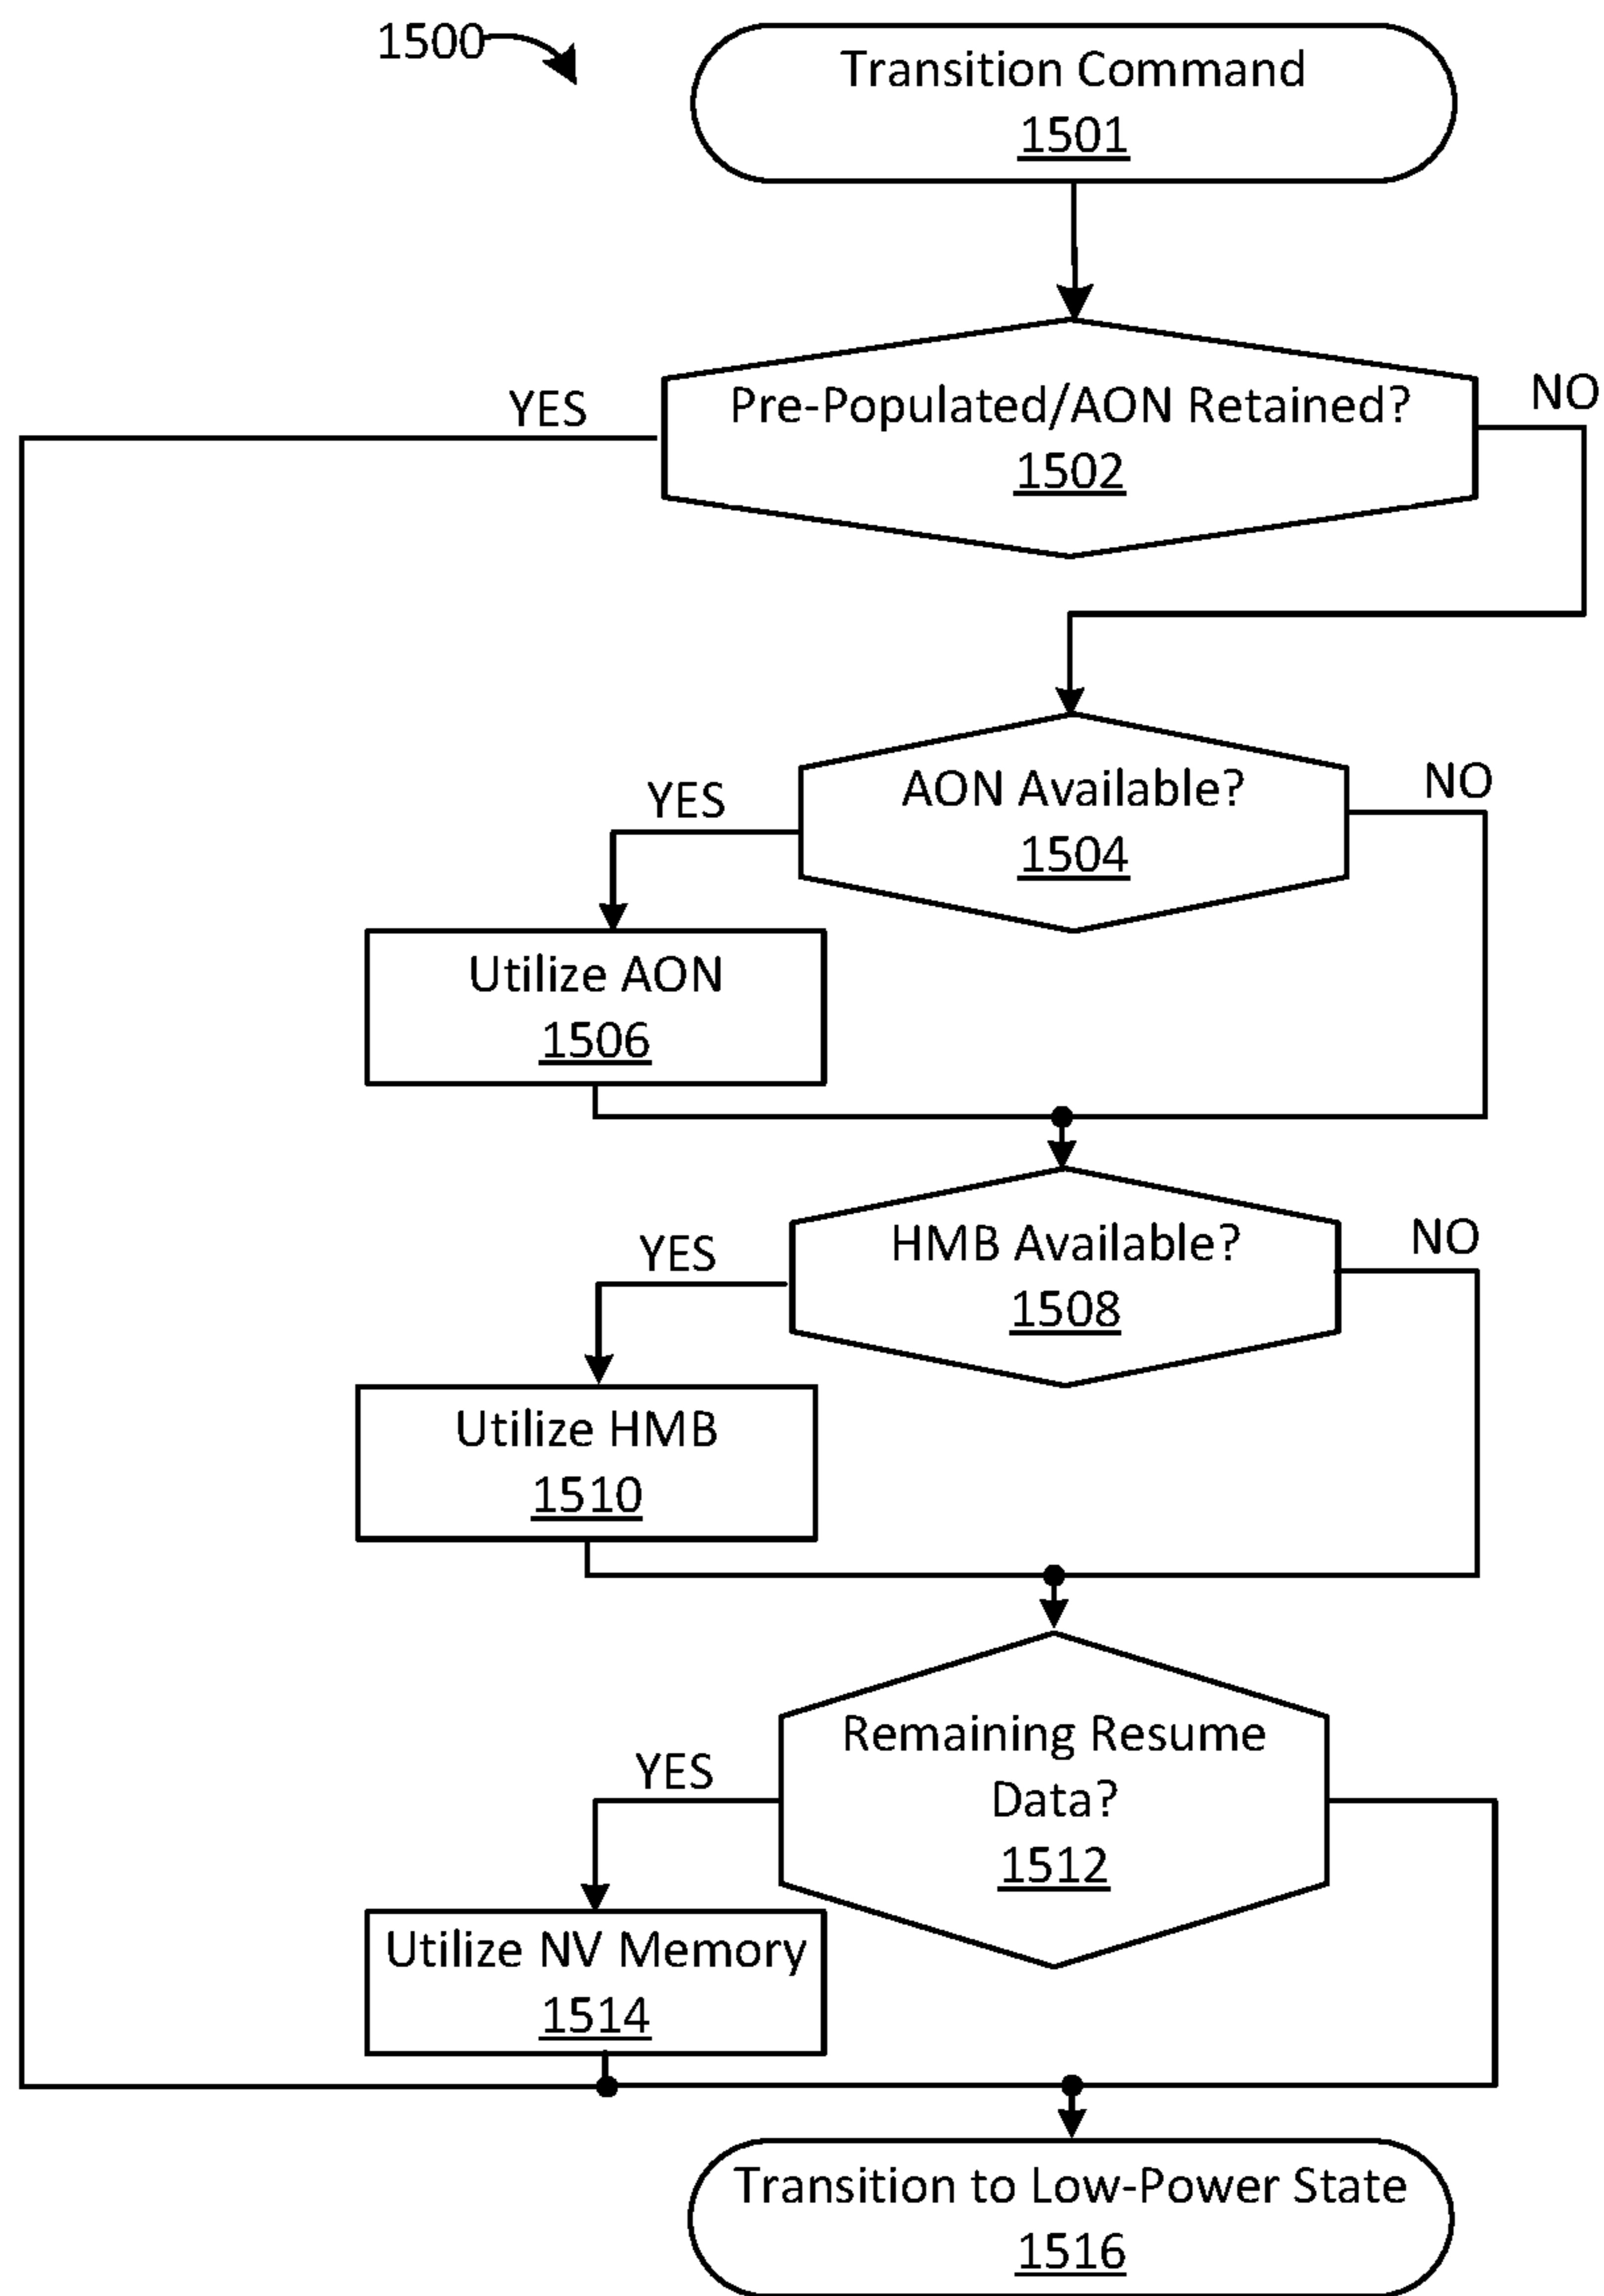 1500
Transition Command
1501
YES
Pre-Populated/AON Retained?
NO
1502
YES
AON Available?
NO
1504
Utilize AON
1506
YES
HMB Available?
NO
1508
Utilize HMB
1510
YES
Remaining Resume
Data?
1512
Utilize NV Memory
1514
Transition to Low-Power State
1516